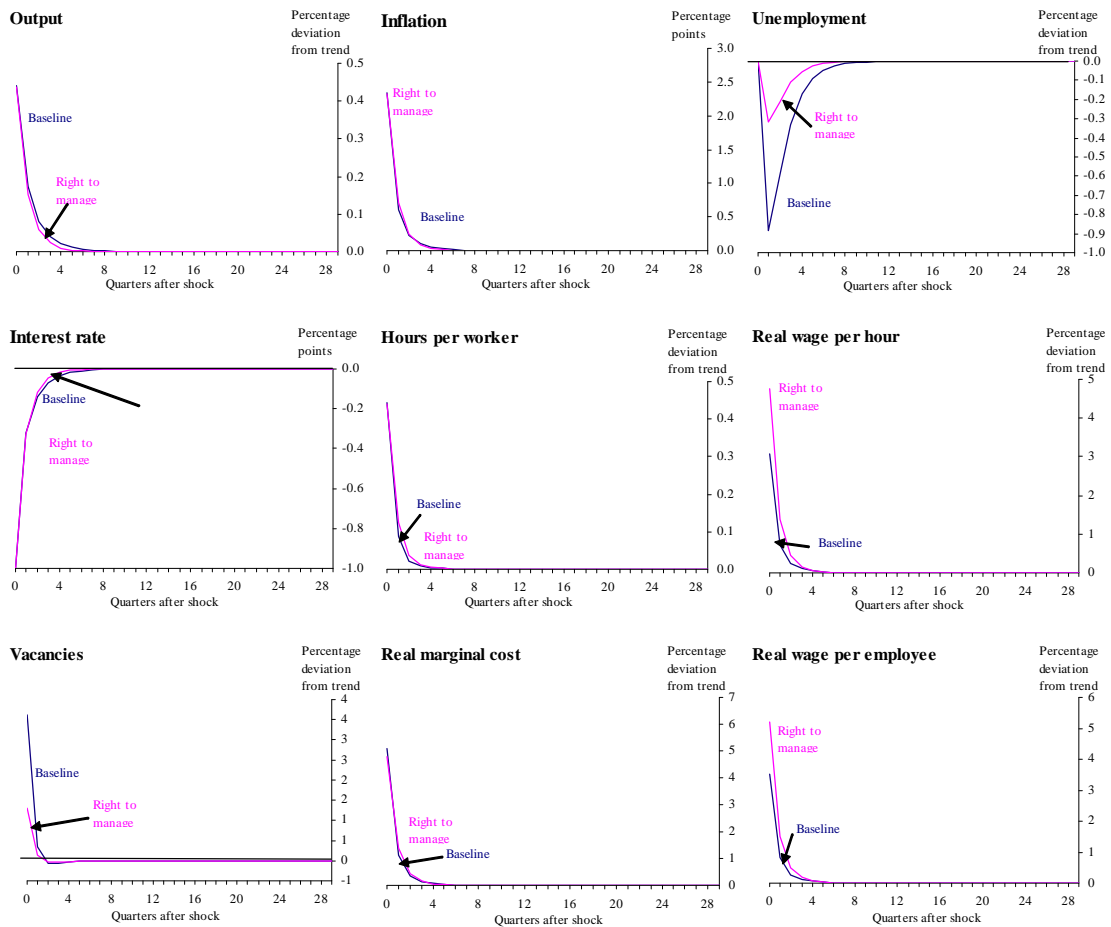 Output
Percentage
deviation
from trend
0.5
0.4
0.3
0.2
0.1
0.0
Baseline
Right to
manage
0 4 8 12 16 20 24 28
Quarters after shock
Inflation
Percentage
points
3.0
2.5
2.0
1.5
1.0
0.5
0.0
Right to
manage
Baseline
0 4 8 12 16 20 24 28
Quarters after shock
Unemployment
Percentage
deviation
from trend
0.0
-0.1
-0.2
-0.3
-0.4
-0.5
-0.6
-0.7
-0.8
-0.9
-1.0
Right to
manage
Baseline
0 4 8 12 16 20 24 28
Quarters after shock
Interest rate
Percentage
points
0.0
-0.2
-0.4
-0.6
-0.8
-1.0
Baseline
Right to
manage
0 4 8 12 16 20 24 28
Quarters after shock
Hours per worker
Percentage
deviation
from trend
0.5
0.4
0.3
0.2
0.1
0.0
Baseline
Right to
manage
0 4 8 12 16 20 24 28
Quarters after shock
Real wage per hour
Percentage
deviation
from trend
5
4
3
2
1
0
Right to
manage
Baseline
0 4 8 12 16 20 24 28
Quarters after shock
Vacancies
Percentage
deviation
from trend
4
4
3
3
2
2
1
1
0
-1
Baseline
Right to
manage
0 4 8 12 16 20 24 28
Quarters after shock
Real marginal cost
Percentage
deviation
from trend
7
6
5
4
3
2
1
0
Right to
manage
Baseline
0 4 8 12 16 20 24 28
Quarters after shock
Real wage per employee
Percentage
deviation
from trend
6
5
4
3
2
1
0
Right to
manage
Baseline
0 4 8 12 16 20 24 28
Quarters after shock